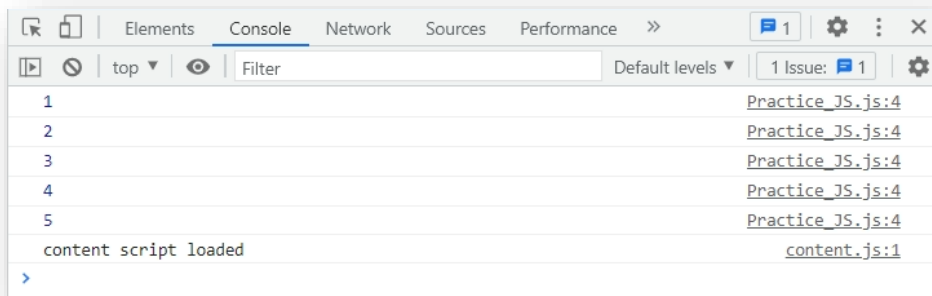 Elements Console Network Sources Performance » 1
top ▼ Filter Default levels ▼ 1 Issue: 1
1 Practice_JS.js:4
2 Practice_JS.js:4
3 Practice_JS.js:4
4 Practice_JS.js:4
5 Practice_JS.js:4
content script loaded content.js:1
>